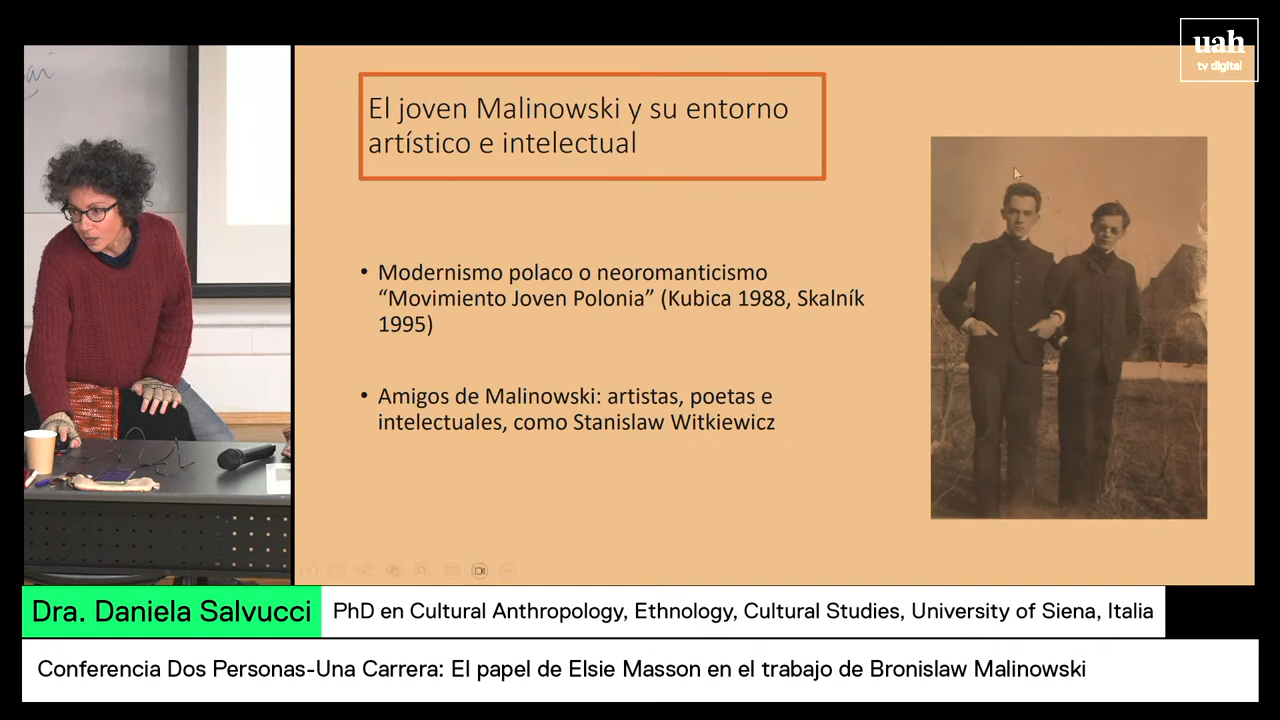 uah
tv digital
El joven Malinowski y su entorno
artístico e intelectual
• Modernismo polaco o neoromanticismo
“Movimiento Joven Polonia” (Kubica 1988, Skalník
1995)
• Amigos de Malinowski: artistas, poetas e
intelectuales, como Stanislaw Witkiewicz
Dra. Daniela Salvucci
PhD en Cultural Anthropology, Ethnology, Cultural Studies, University of Siena, Italia
Conferencia Dos Personas-Una Carrera: El papel de Elsie Masson en el trabajo de Bronislaw Malinowski